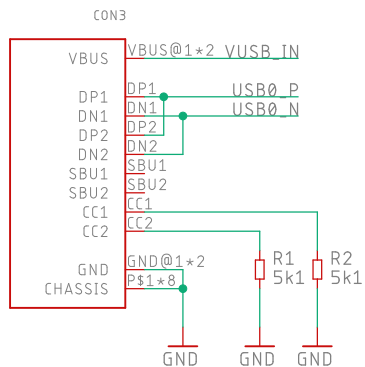 CON3
VBUS VBUS@1*2 VUSB_IN
DP1 DP1 USB0_P
DN1 DN1 USB0_N
DP2 DP2
DN2 DN2
SBU1 SBU1
SBU2 SBU2
CC1 CC1
CC2 CC2
R1 R2
5k1 5k1
GND GND@1*2
CHASSIS P$1*8
GND GND GND